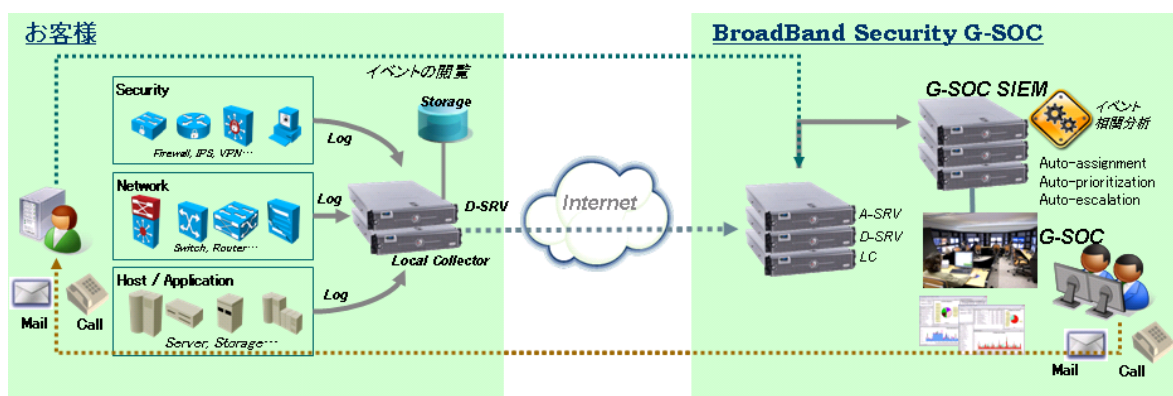 お客様
イベントの閲覧
Storage
Security
Firewall, IPS, VPN…
Log
Network
Switch, Router…
Log
D-SRV
Local Collector
Host / Application
Server, Storage…
Log
Mail
Call
Internet
BroadBand Security G-SOC
G-SOC SIEM
イベント
相関分析
Auto-assignment
Auto-prioritization
Auto-escalation
A-SRV
D-SRV
LC
G-SOC
Mail
Call